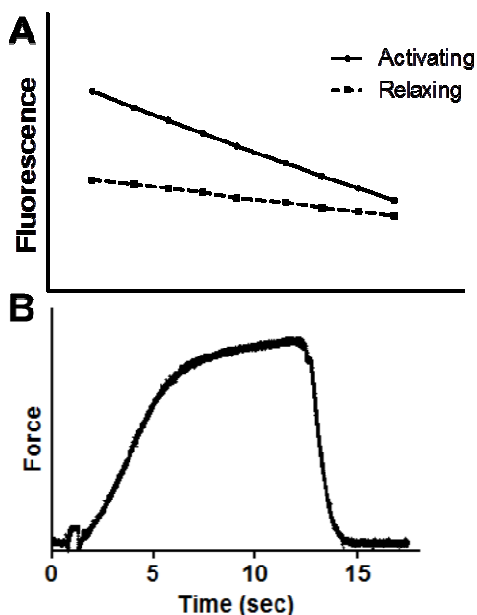 A
Activating
Relaxing
Fluorescence
B
Force
0 5 10 15
Time (sec)